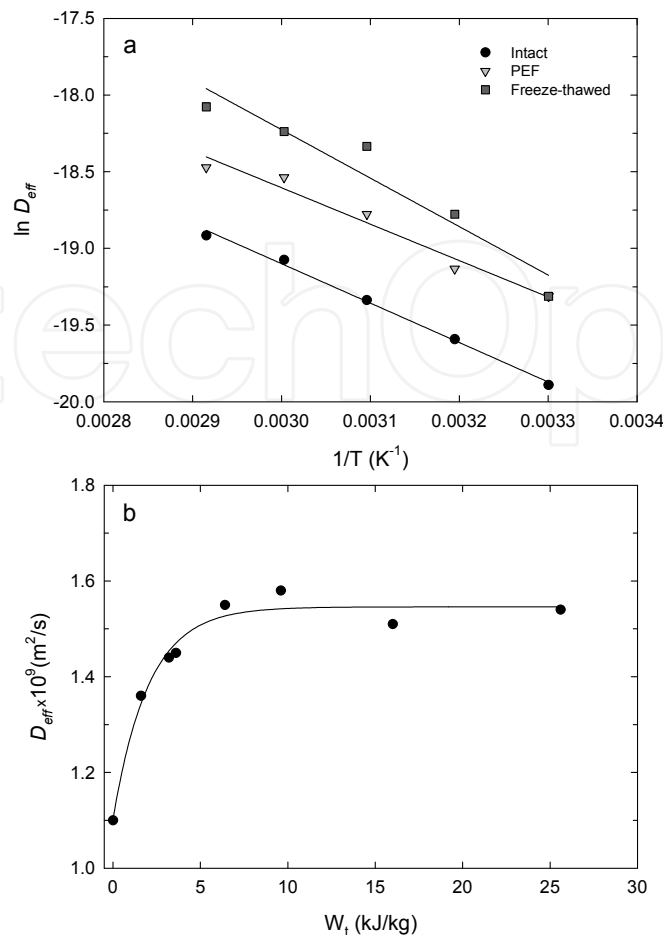 a
Intact
PEF
Freeze-thawed
-17.5
-18.0
-18.5
-19.0
-19.5
-20.0
ln D_eff
0.0028 0.0029 0.0030 0.0031 0.0032 0.0033 0.0034
1/T (K⁻¹)
techOp
b
1.8
1.6
1.4
1.2
1.0
D_eff x10⁹(m²/s)
0 5 10 15 20 25 30
W_t (kJ/kg)